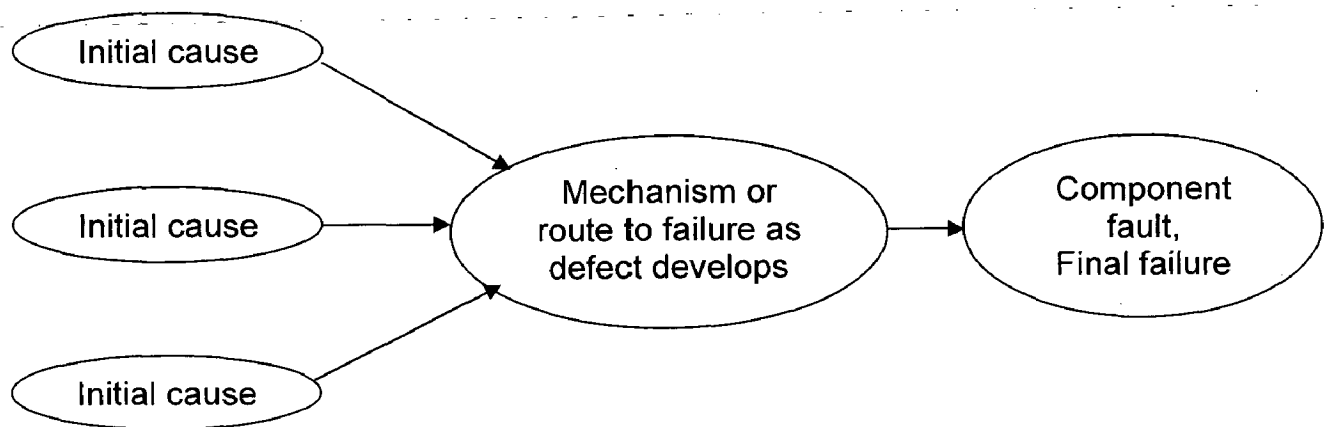 Initial cause
Initial cause
Initial cause
Mechanism or
route to failure as
defect develops
Component
fault,
Final failure